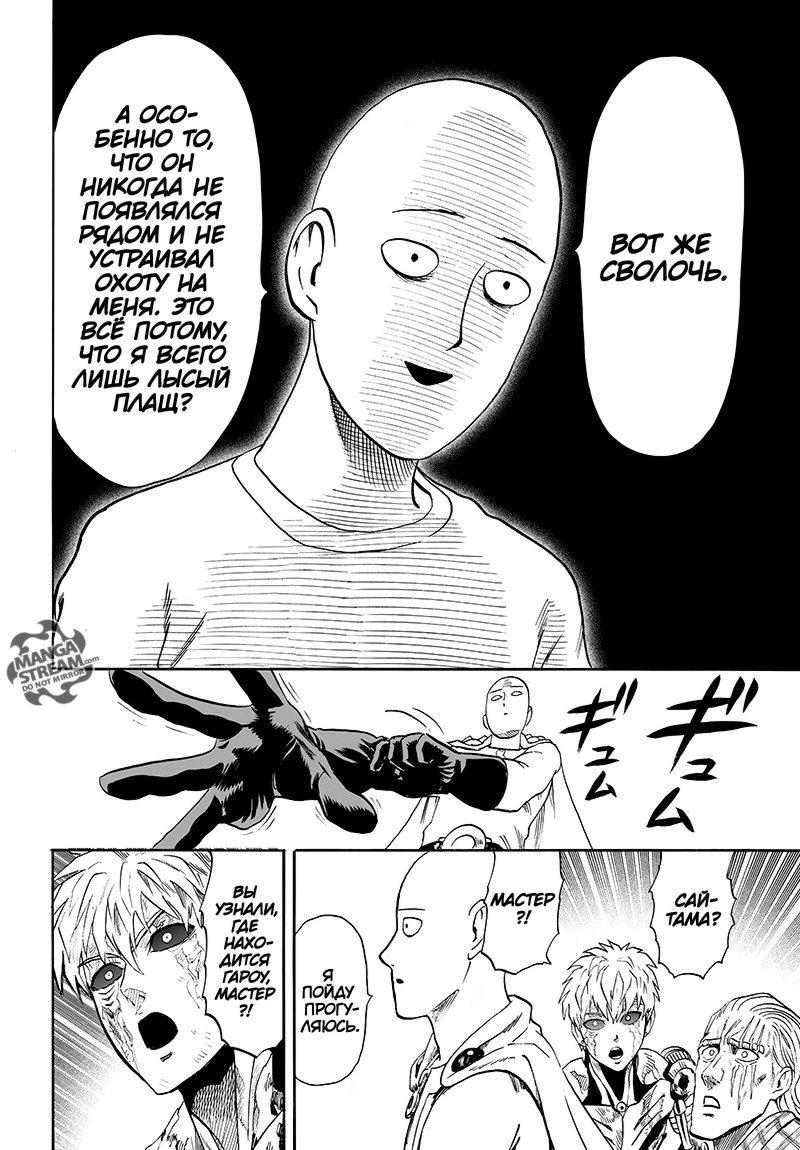 ВОТ ЖЕ
СВОЛОЧЬ.
А ОСО-
БЕННО ТО,
ЧТО ОН
НИКОГДА НЕ
ПОЯВЛЯЛСЯ
РЯДОМ И НЕ
УСТРАИВАЛ
ОХОТУ НА
МЕНЯ. ЭТО
ВСЁ ПОТОМУ,
ЧТО Я ВСЕГО
ЛИШЬ ЛЫСЫЙ
ПЛАЩ?
MANGA
STREAM.com
DO NOT MIRROR
ギュム
ギュム
САЙ-
ТАМА?
МАСТЕР
?!
Я
ПОЙДУ
ПРОГУ-
ЛЯЮСЬ.
ВЫ
УЗНАЛИ,
ГДЕ
НАХО-
ДИТСЯ
ГАРОУ,
МАСТЕР
?!